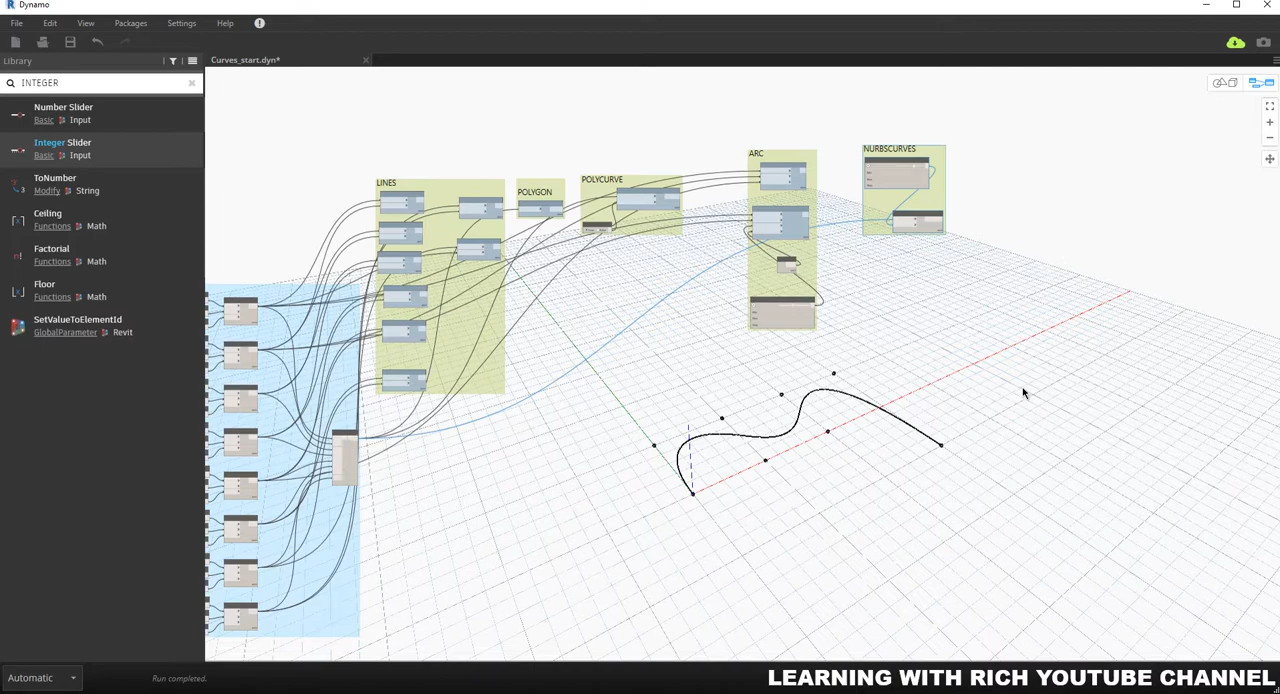 Dynamo
File Edit View Packages Settings Help
Library
Curves_start.dyn*
INTEGER
Number Slider
Basic Input
Integer Slider
Basic Input
ToNumber
Modify String
Ceiling
Functions Math
Factorial
Functions Math
Floor
Functions Math
SetValueToElementId
GlobalParameter Revit
LINES
POLYGON
POLYCURVE
ARC
NURBSCURVES
Automatic
Run completed.
LEARNING WITH RICH YOUTUBE CHANNEL